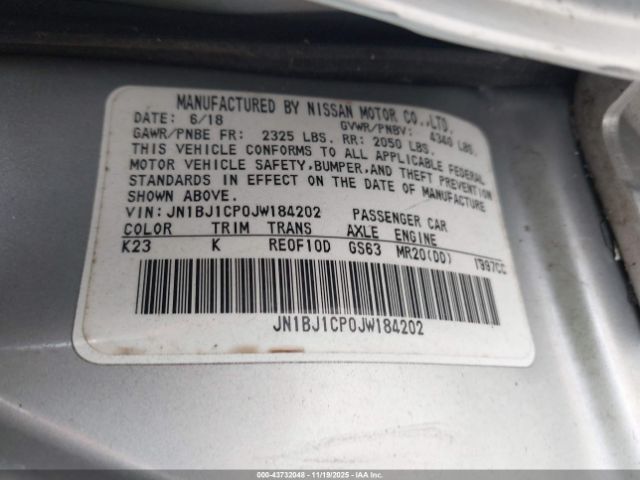 MANUFACTURED BY NISSAN MOTOR CO.,LTD.
DATE: 6/18 GVWR/PNBV: 4340 LBS.
GAWR/PNBE FR: 2325 LBS. RR: 2050 LBS.
THIS VEHICLE CONFORMS TO ALL APPLICABLE FEDERAL
MOTOR VEHICLE SAFETY, BUMPER, AND THEFT PREVENTION
STANDARDS IN EFFECT ON THE DATE OF MANUFACTURE
SHOWN ABOVE.
VIN: JN1BJ1CP0JW184202 PASSENGER CAR
COLOR TRIM TRANS AXLE ENGINE
K23 K RE0F10D GS63 MR20(DD) 1997CC
JN1BJ1CP0JW184202
000-43732048 - 11/19/2025 - IAA, Inc.